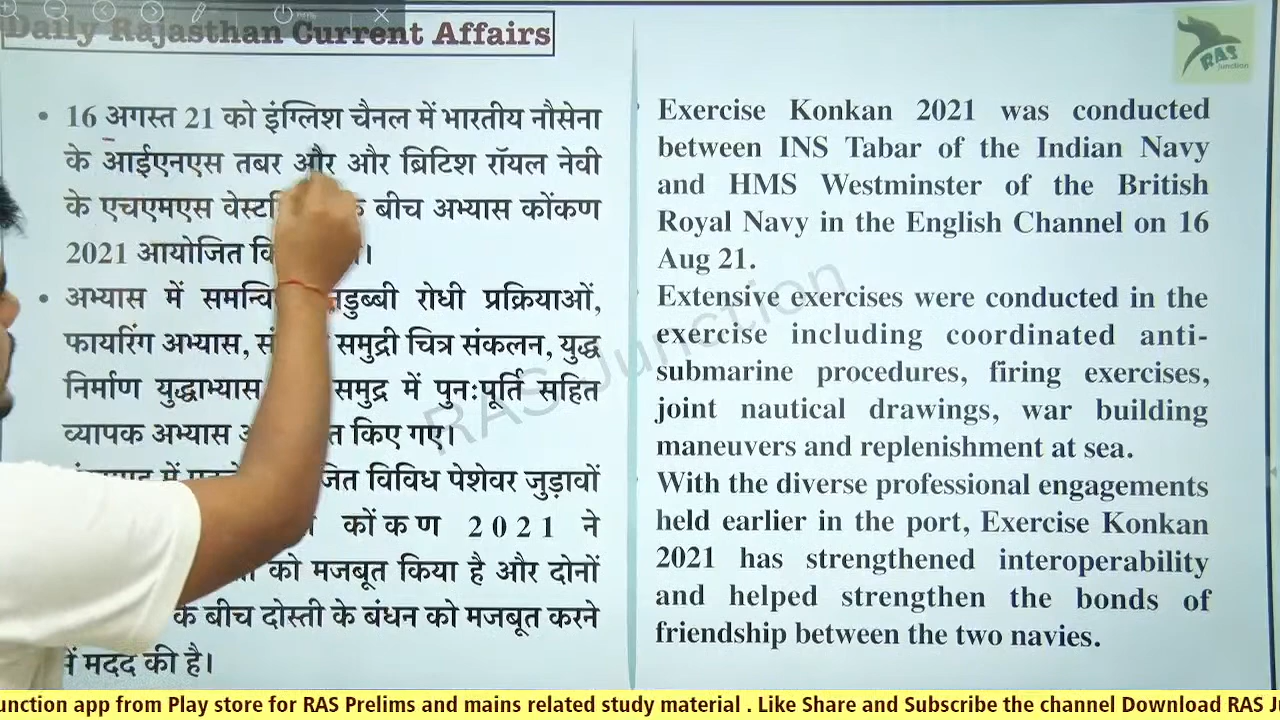 Daily Rajasthan Current Affairs
RAS
Junction
16 अगस्त 21 को इंग्लिश चैनल में भारतीय नौसेना
के आईएनएस तबर और और ब्रिटिश रॉयल नेवी
के एचएमएस बीच अभ्यास कोंकण
2021 आयोजित
अभ्यास में रोधी प्रक्रियाओं,
फायरिंग अभ्यास, समुद्री चित्र संकलन, युद्ध
निर्माण युद्धाभ्यास समुद्र में पुनःपूर्ति सहित
व्यापक अभ्यास किए गए।
विविध पेशेवर जुड़ावों
कोंकण 2021 ने
को मजबूत किया है और दोनों
के बीच दोस्ती के बंधन को मजबूत करने
में मदद की है।
Exercise Konkan 2021 was conducted
between INS Tabar of the Indian Navy
and HMS Westminster of the British
Royal Navy in the English Channel on 16
Aug 21.
Extensive exercises were conducted in the
exercise including coordinated anti-
submarine procedures, firing exercises,
joint nautical drawings, war building
maneuvers and replenishment at sea.
With the diverse professional engagements
held earlier in the port, Exercise Konkan
2021 has strengthened interoperability
and helped strengthen the bonds of
friendship between the two navies.
RAS Junction
unction app from Play store for RAS Prelims and mains related study material . Like Share and Subscribe the channel Download RAS J